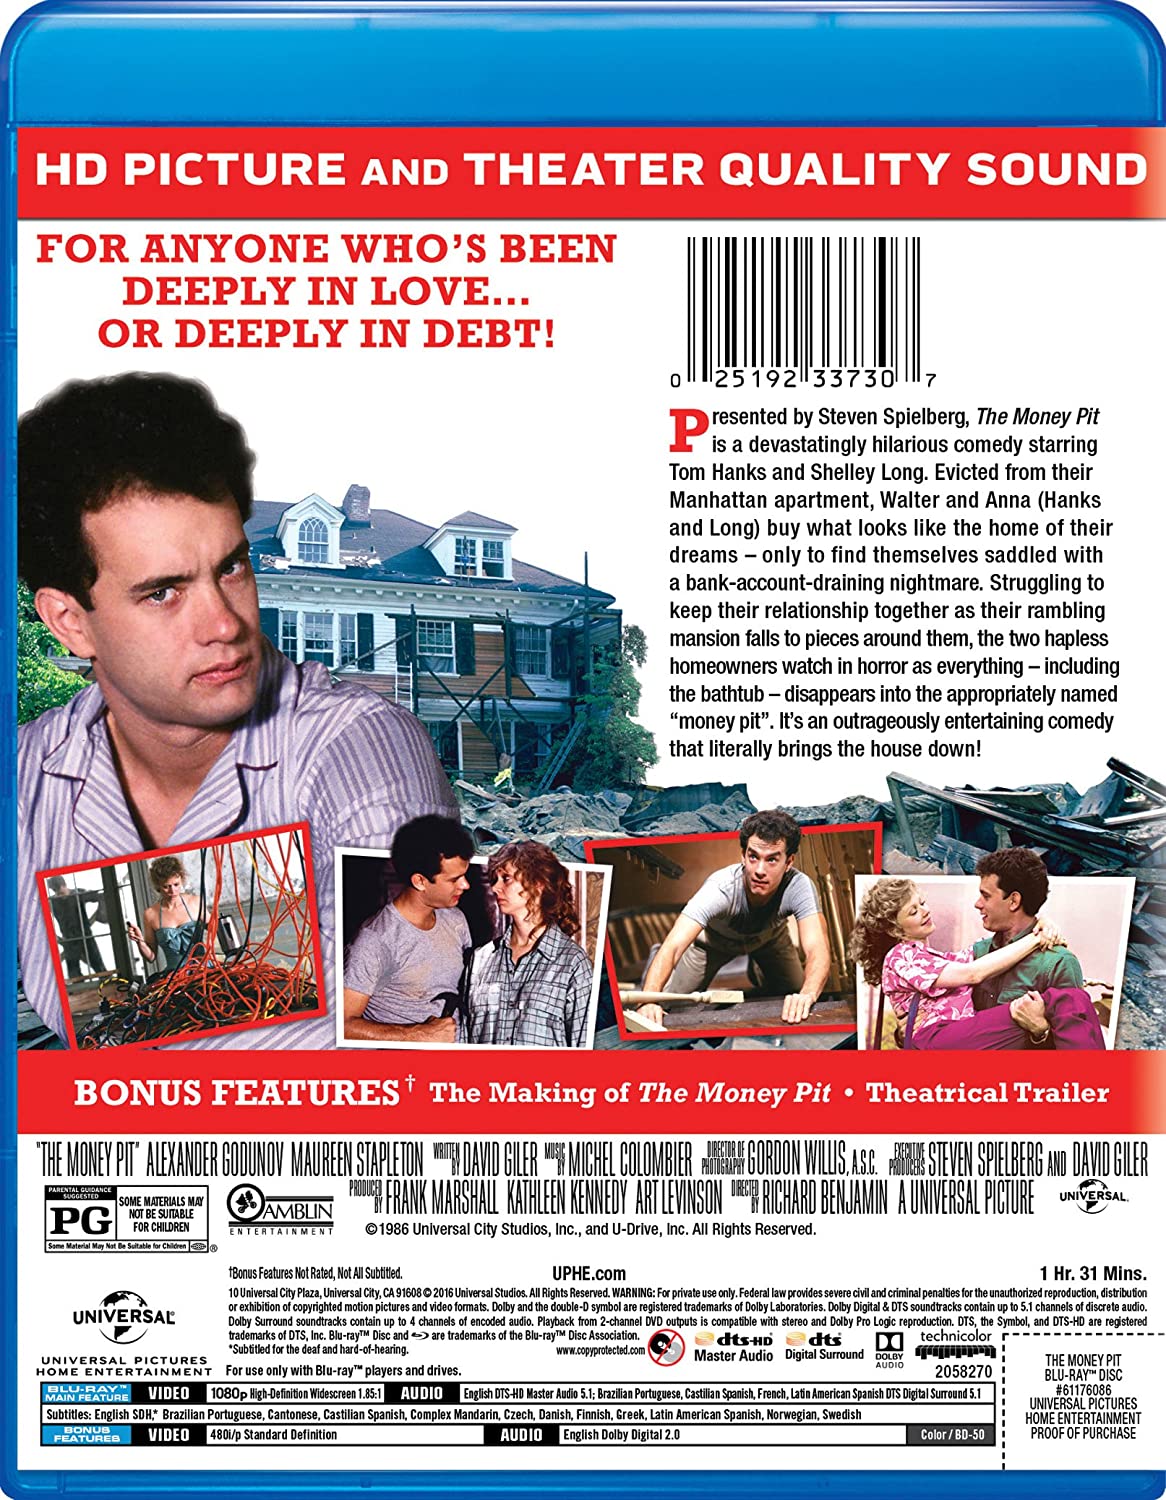 HD PICTURE AND THEATER QUALITY SOUND
FOR ANYONE WHO'S BEEN
DEEPLY IN LOVE...
OR DEEPLY IN DEBT!
0 25192 33730 7
Presented by Steven Spielberg, The Money Pit
is a devastatingly hilarious comedy starring
Tom Hanks and Shelley Long. Evicted from their
Manhattan apartment, Walter and Anna (Hanks
and Long) buy what looks like the home of their
dreams – only to find themselves saddled with
a bank-account-draining nightmare. Struggling to
keep their relationship together as their rambling
mansion falls to pieces around them, the two hapless
homeowners watch in horror as everything – including
the bathtub – disappears into the appropriately named
“money pit”. It's an outrageously entertaining comedy
that literally brings the house down!
BONUS FEATURES† The Making of The Money Pit • Theatrical Trailer
"THE MONEY PIT" ALEXANDER GODUNOV MAUREEN STAPLETON WRITTEN BY DAVID GILER MUSIC BY MICHEL COLOMBIER DIRECTOR OF PHOTOGRAPHY GORDON WILLIS, A.S.C. EXECUTIVE PRODUCERS STEVEN SPIELBERG AND DAVID GILER
PRODUCED BY FRANK MARSHALL KATHLEEN KENNEDY ART LEVINSON DIRECTED BY RICHARD BENJAMIN A UNIVERSAL PICTURE
©1986 Universal City Studios, Inc., and U-Drive, Inc. All Rights Reserved.
PARENTAL GUIDANCE SUGGESTED
PG
SOME MATERIALS MAY
NOT BE SUITABLE
FOR CHILDREN
Some Material May Not Be Suitable for Children
®
AMBLIN
ENTERTAINMENT
UNIVERSAL
†Bonus Features Not Rated, Not All Subtitled.
UPHE.com
1 Hr. 31 Mins.
10 Universal City Plaza, Universal City, CA 91608 © 2016 Universal Studios. All Rights Reserved. WARNING: For private use only. Federal law provides severe civil and criminal penalties for the unauthorized reproduction, distribution
or exhibition of copyrighted motion pictures and video formats. Dolby and the double-D symbol are registered trademarks of Dolby Laboratories. Dolby Digital & DTS soundtracks contain up to 5.1 channels of discrete audio.
Dolby Surround soundtracks contain up to 4 channels of encoded audio. Playback from 2-channel DVD outputs is compatible with stereo and Dolby Pro Logic reproduction. DTS, the Symbol, and DTS-HD are registered
trademarks of DTS, Inc. Blu-ray™ Disc and are trademarks of the Blu-ray™ Disc Association.
*Subtitled for the deaf and hard-of-hearing.
www.copyprotected.com
For use only with Blu-ray™ players and drives.
UNIVERSAL
UNIVERSAL PICTURES
HOME ENTERTAINMENT
dts-HD
Master Audio
dts
Digital Surround
DOLBY
AUDIO
technicolor
2058270
BLU-RAY™
MAIN FEATURE
VIDEO
1080p High-Definition Widescreen 1.85:1
AUDIO
English DTS-HD Master Audio 5.1; Brazilian Portuguese, Castilian Spanish, French, Latin American Spanish DTS Digital Surround 5.1
Subtitles: English SDH,* Brazilian Portuguese, Cantonese, Castilian Spanish, Complex Mandarin, Czech, Danish, Finnish, Greek, Latin American Spanish, Norwegian, Swedish
BONUS
FEATURES
VIDEO
480i/p Standard Definition
AUDIO
English Dolby Digital 2.0
Color / BD-50
THE MONEY PIT
BLU-RAY™ DISC
#61176086
UNIVERSAL PICTURES
HOME ENTERTAINMENT
PROOF OF PURCHASE